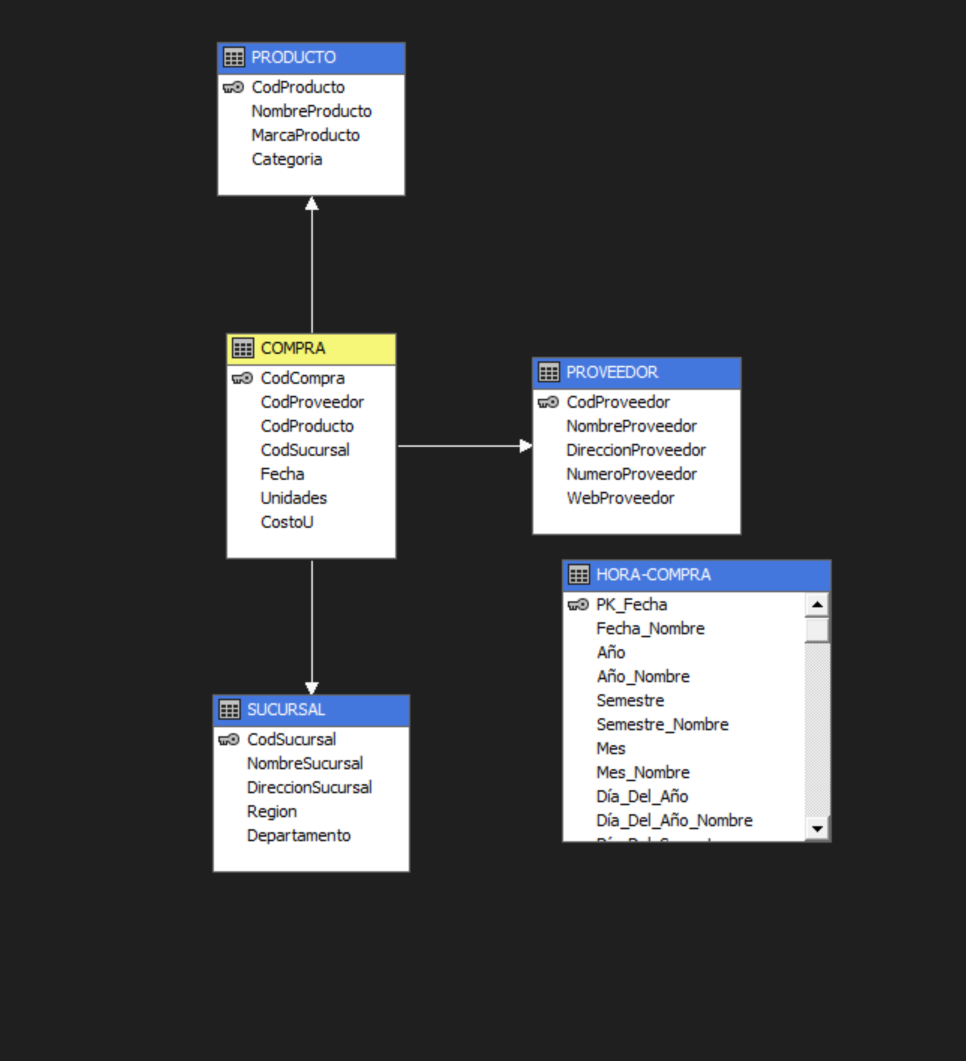 PRODUCTO
CodProducto
NombreProducto
MarcaProducto
Categoria
COMPRA
CodCompra
CodProveedor
CodProducto
CodSucursal
Fecha
Unidades
CostoU
PROVEEDOR
CodProveedor
NombreProveedor
DireccionProveedor
NumeroProveedor
WebProveedor
HORA-COMPRA
PK_Fecha
Fecha_Nombre
Año
Año_Nombre
Semestre
Semestre_Nombre
Mes
Mes_Nombre
Día_Del_Año
Día_Del_Año_Nombre
SUCURSAL
CodSucursal
NombreSucursal
DireccionSucursal
Region
Departamento